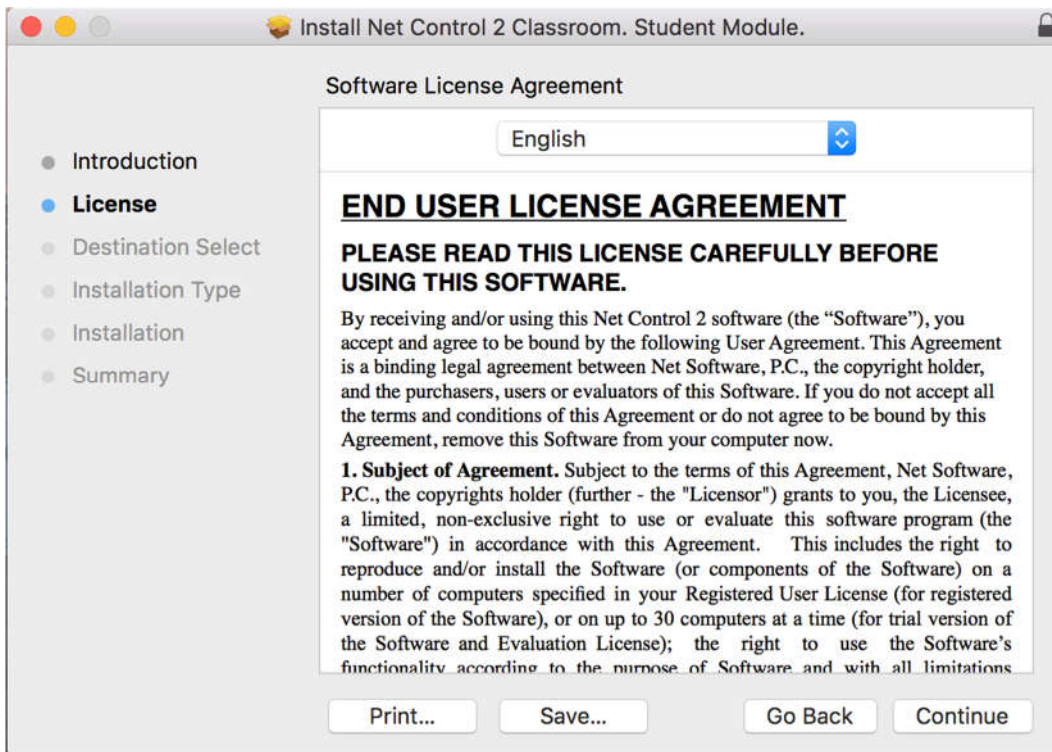 Install Net Control 2 Classroom. Student Module.
Software License Agreement
Introduction
License
Destination Select
Installation Type
Installation
Summary
English
END USER LICENSE AGREEMENT
PLEASE READ THIS LICENSE CAREFULLY BEFORE
USING THIS SOFTWARE.
By receiving and/or using this Net Control 2 software (the “Software”), you
accept and agree to be bound by the following User Agreement. This Agreement
is a binding legal agreement between Net Software, P.C., the copyright holder,
and the purchasers, users or evaluators of this Software. If you do not accept all
the terms and conditions of this Agreement or do not agree to be bound by this
Agreement, remove this Software from your computer now.
1. Subject of Agreement. Subject to the terms of this Agreement, Net Software,
P.C., the copyrights holder (further - the "Licensor") grants to you, the Licensee,
a limited, non-exclusive right to use or evaluate this software program (the
"Software") in accordance with this Agreement. This includes the right to
reproduce and/or install the Software (or components of the Software) on a
number of computers specified in your Registered User License (for registered
version of the Software), or on up to 30 computers at a time (for trial version of
the Software and Evaluation License); the right to use the Software’s
functionality according to the purpose of Software and with all limitations
Print...
Save...
Go Back
Continue